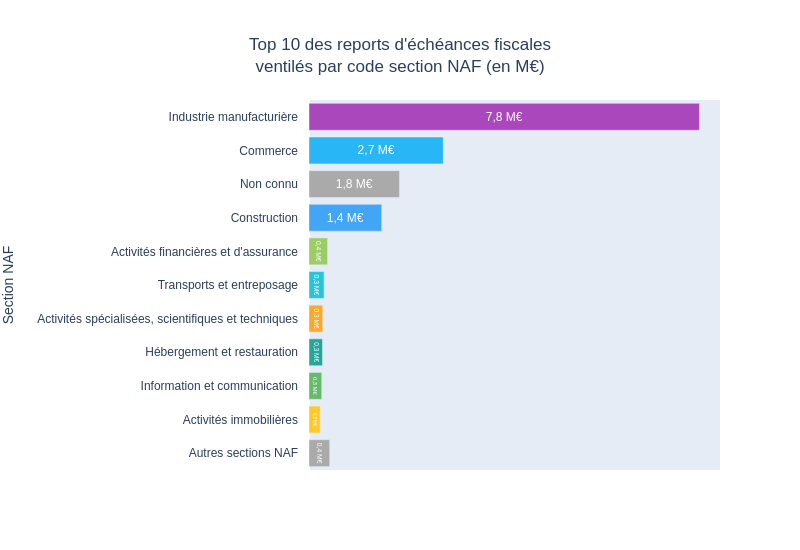 Top 10 des reports d'échéances fiscales
ventilés par code section NAF (en M€)
Section NAF
Industrie manufacturière 7,8 M€
Commerce 2,7 M€
Non connu 1,8 M€
Construction 1,4 M€
Activités financières et d'assurance 0,4 M€
Transports et entreposage 0,3 M€
Activités spécialisées, scientifiques et techniques 0,3 M€
Hébergement et restauration 0,3 M€
Information et communication
Activités immobilières
Autres sections NAF 0,4 M€